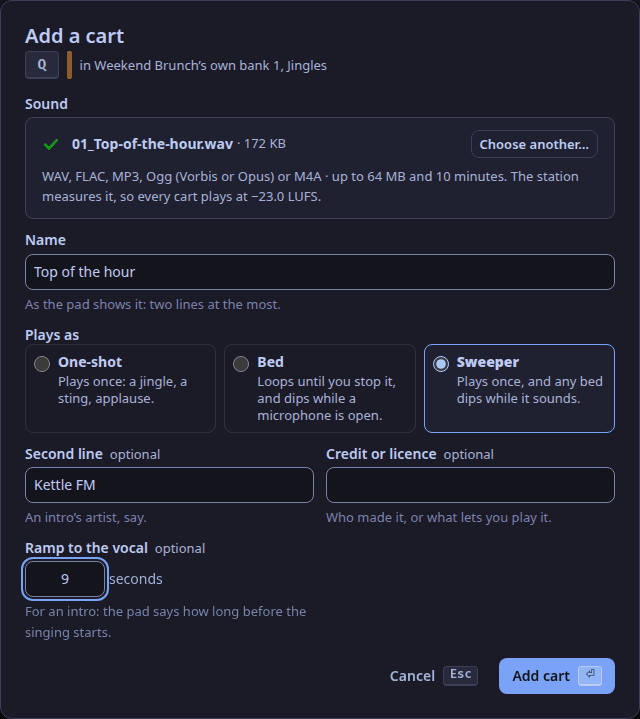 Add a cart
Q in Weekend Brunch’s own bank 1, Jingles
Sound
01_Top-of-the-hour.wav · 172 KB Choose another...
WAV, FLAC, MP3, Ogg (Vorbis or Opus) or M4A · up to 64 MB and 10 minutes. The station
measures it, so every cart plays at −23.0 LUFS.
Name
Top of the hour
As the pad shows it: two lines at the most.
Plays as
One-shot
Plays once: a jingle, a
sting, applause.
Bed
Loops until you stop it,
and dips while a
microphone is open.
Sweeper
Plays once, and any bed
dips while it sounds.
Second line optional
Kettle FM
An intro’s artist, say.
Credit or licence optional
Who made it, or what lets you play it.
Ramp to the vocal optional
9 seconds
For an intro: the pad says how long before the
singing starts.
Cancel Esc Add cart ⏎